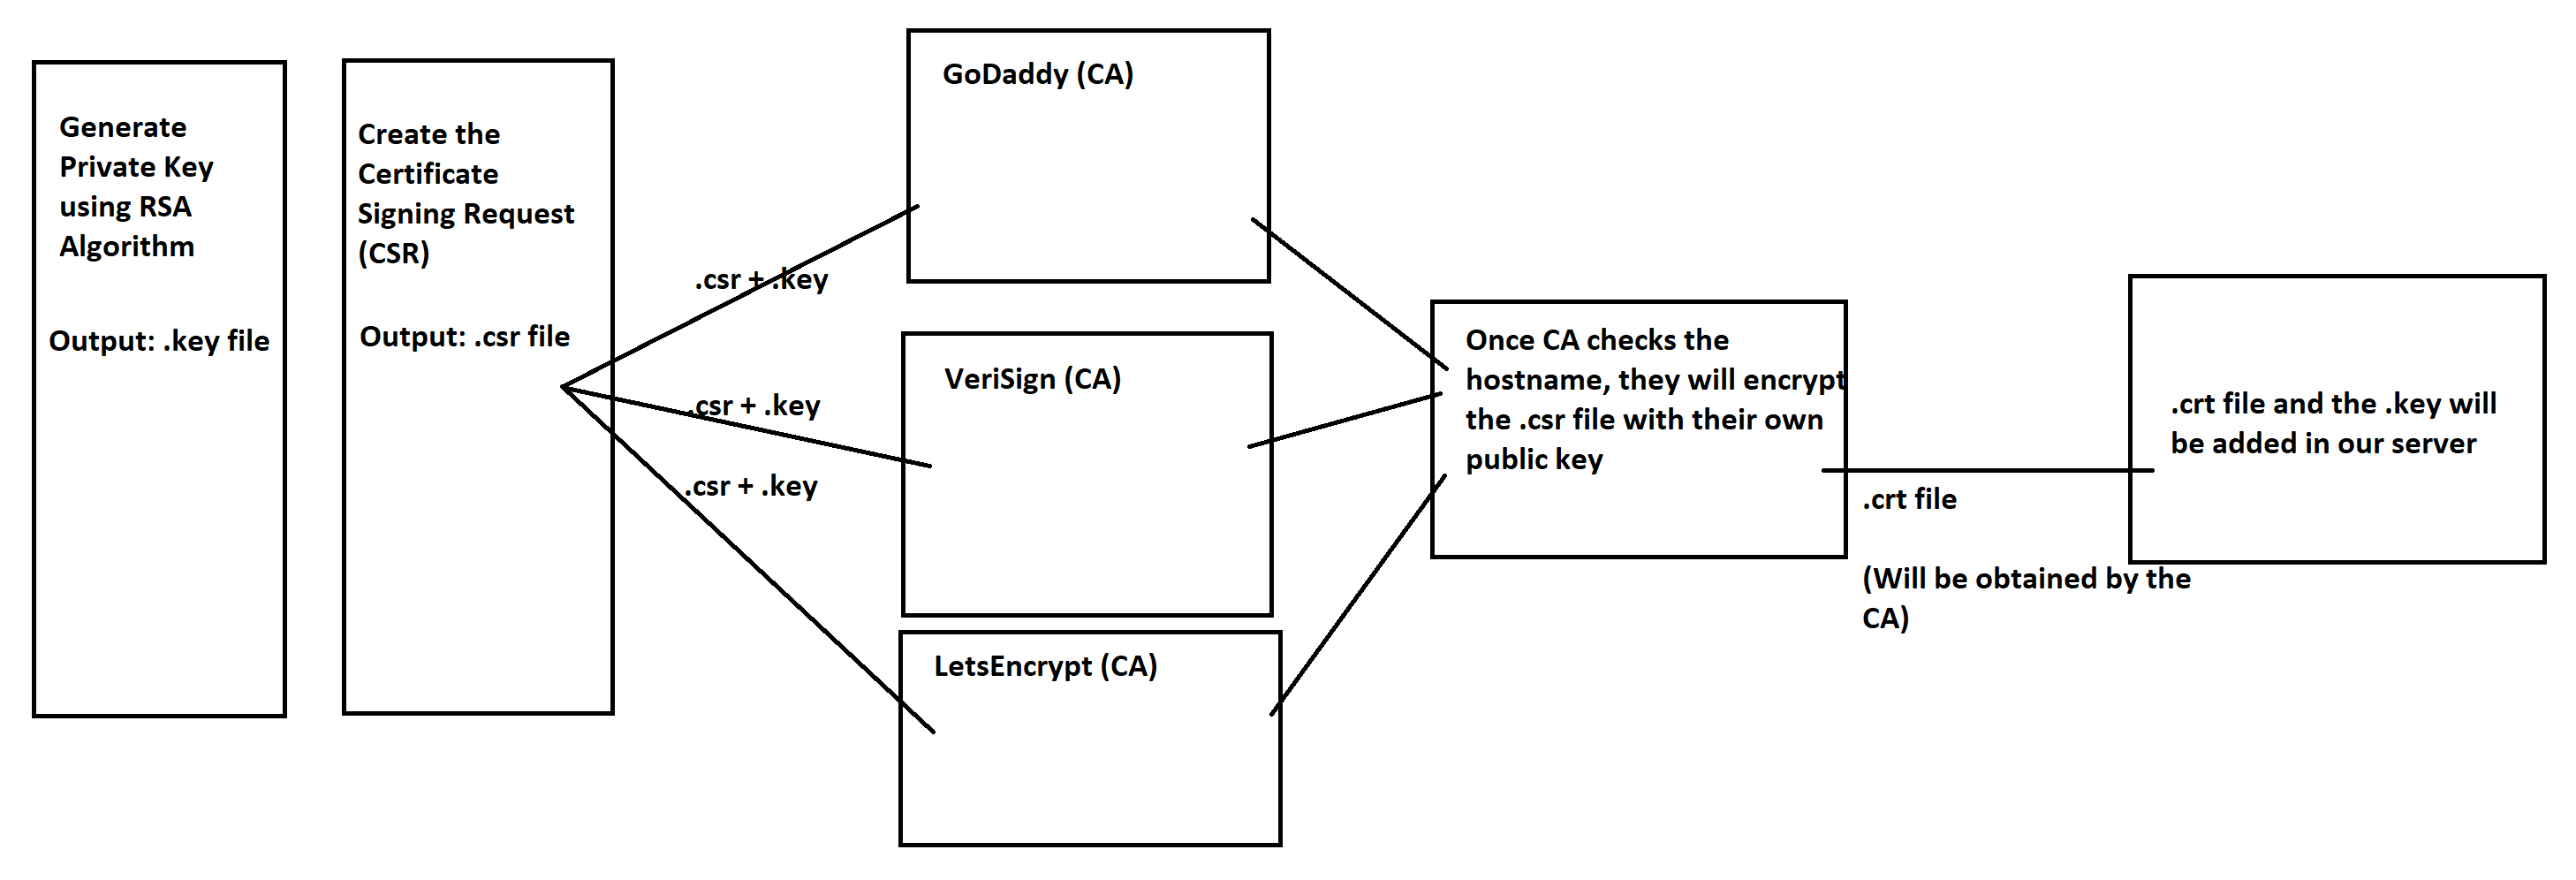 Generate
Private Key
using RSA
Algorithm
Output: .key file
Create the
Certificate
Signing Request
(CSR)
Output: .csr file
.csr + .key
.csr + .key
.csr + .key
GoDaddy (CA)
VeriSign (CA)
LetsEncrypt (CA)
Once CA checks the
hostname, they will encrypt
the .csr file with their own
public key
.crt file
(Will be obtained by the
CA)
.crt file and the .key will
be added in our server